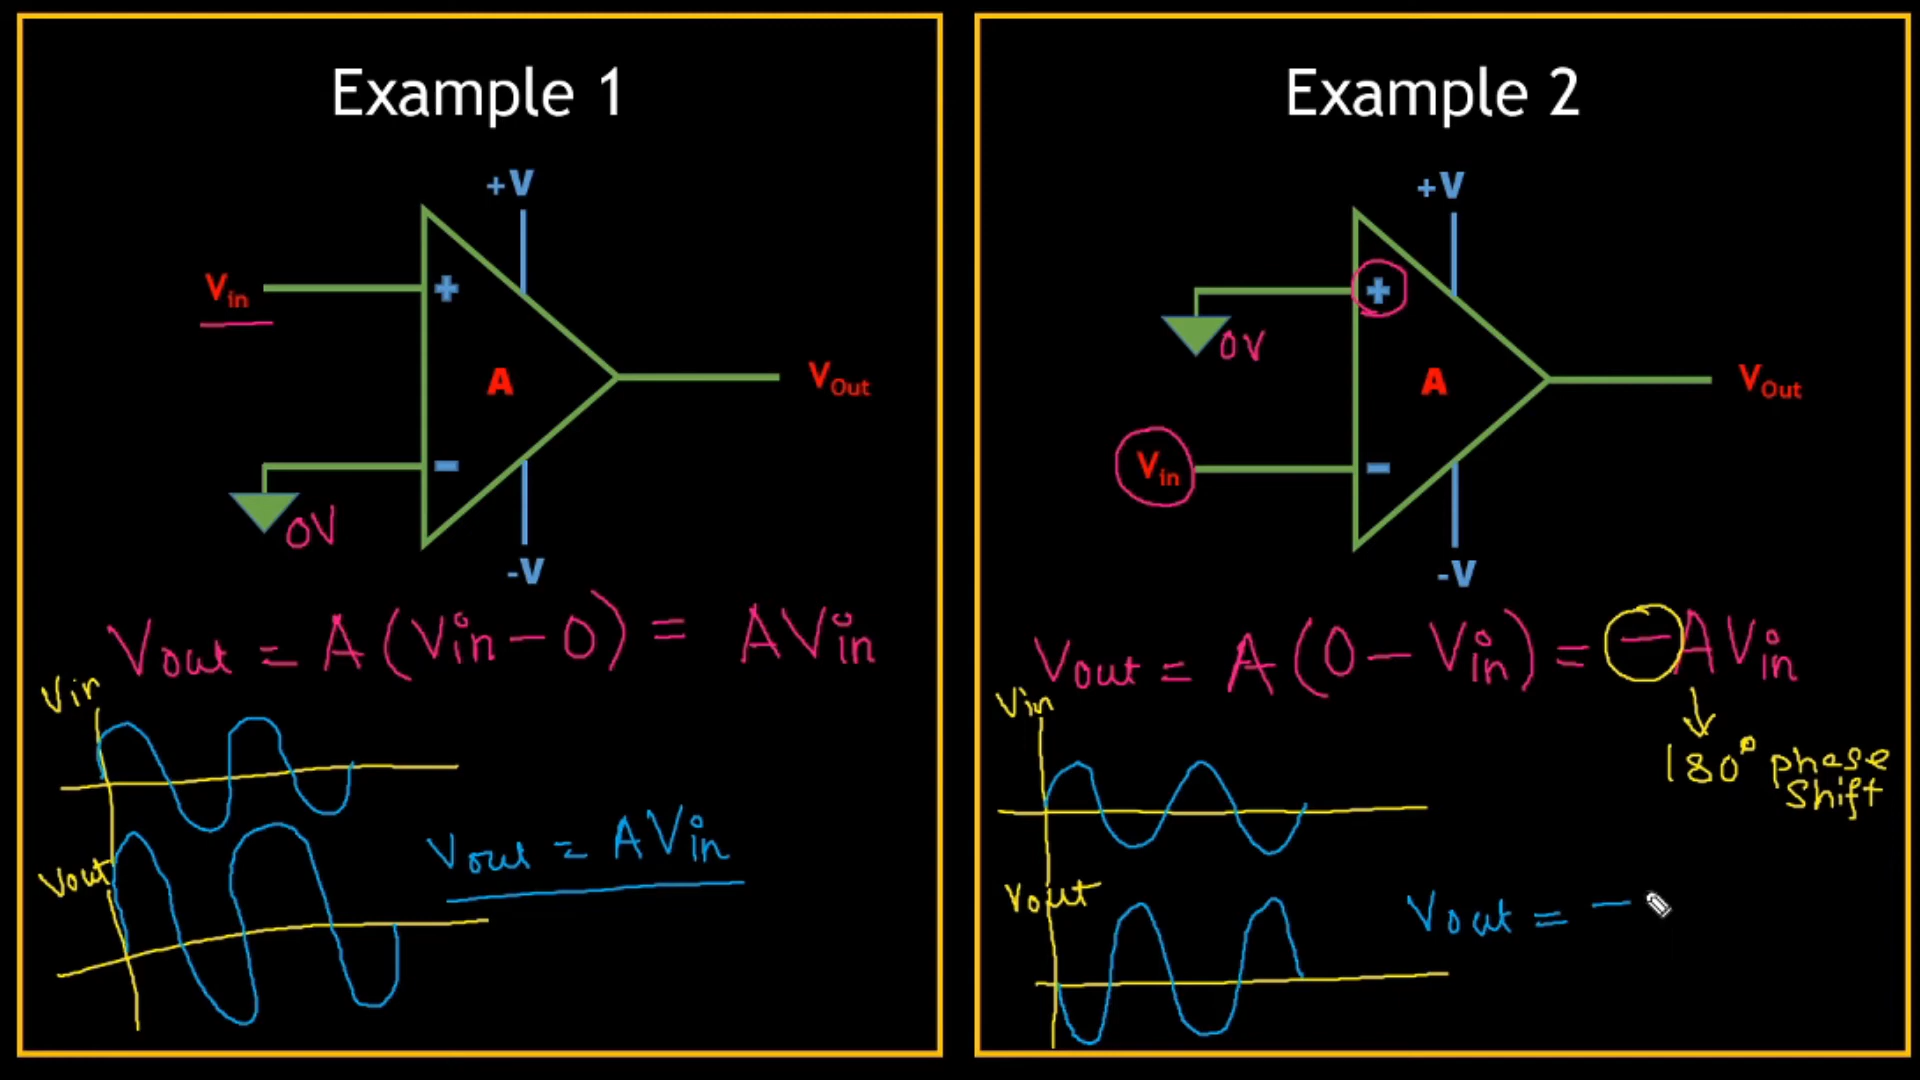 Example 1
+V
Vin
+
A
VOut
-
0V
-V
Vout = A(Vin - 0) = AVin
Vin
Vout
Vout = AVin
Example 2
+V
+
0V
A
VOut
Vin
-
-V
Vout = A(0 - Vin) = -AVin
Vin
180° phase
shift
Vout
Vout = -